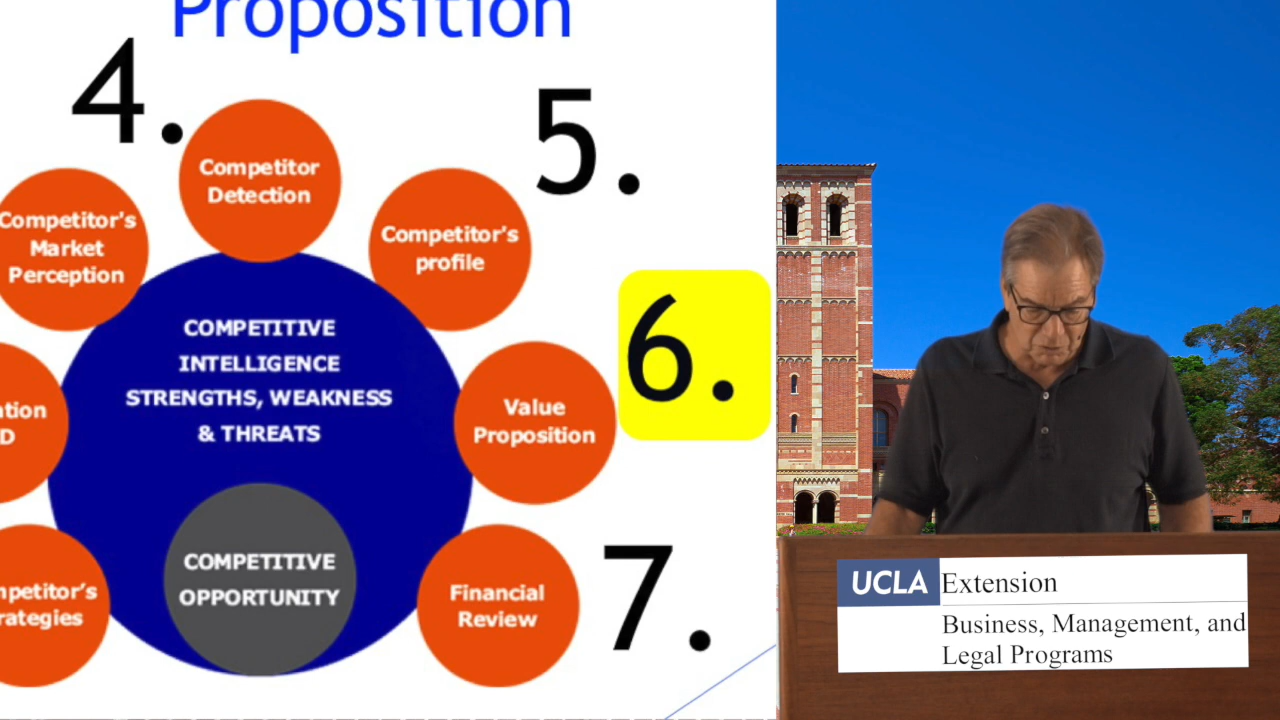 Proposition
4.
5.
Competitor
Detection
Competitor's
Market
Perception
Competitor's
profile
6.
COMPETITIVE
INTELLIGENCE
STRENGTHS, WEAKNESS
& THREATS
Value
Proposition
D
COMPETITIVE
OPPORTUNITY
Financial
Review
7.
UCLA Extension
Business, Management, and
Legal Programs